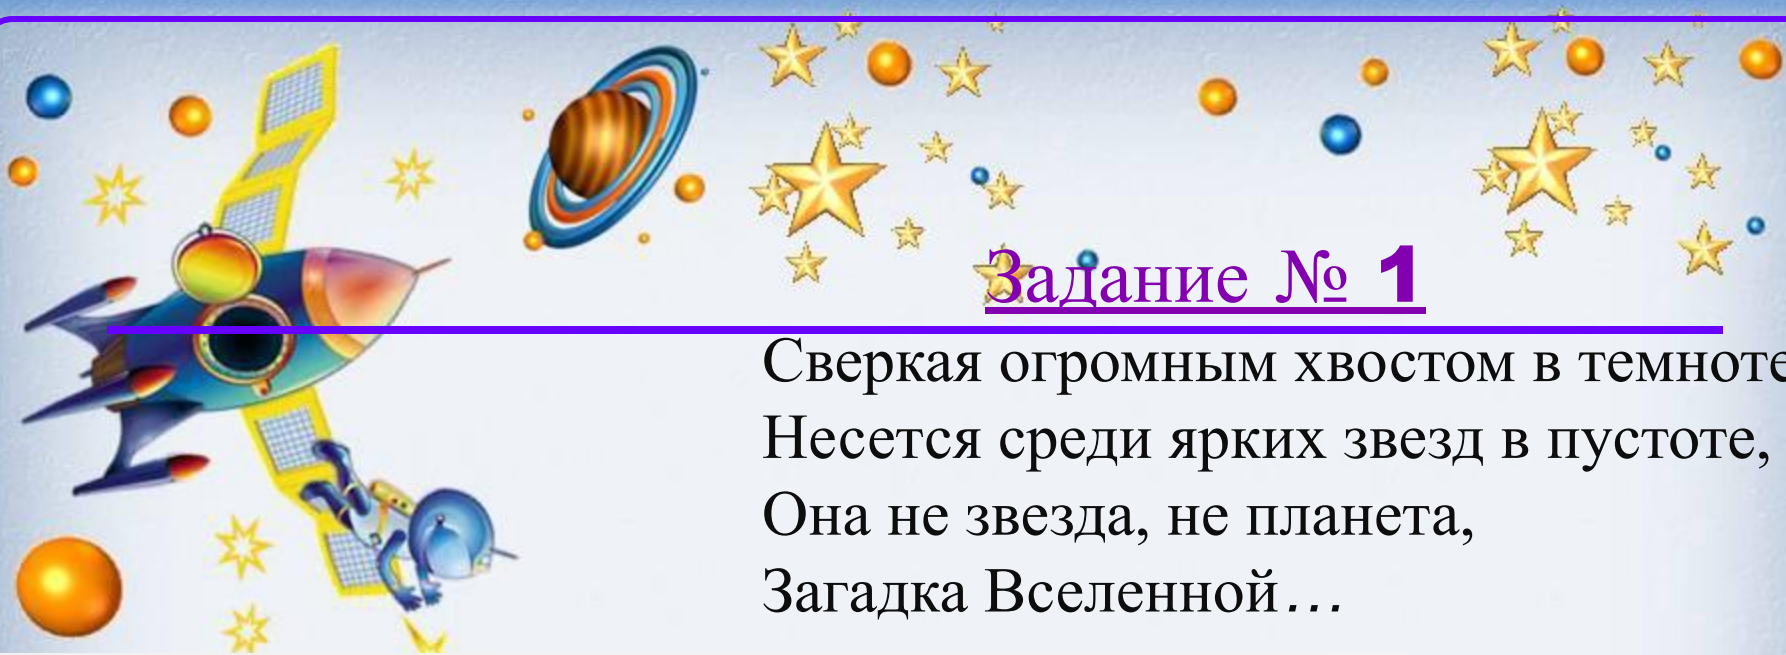 Задание № 1
Сверкая огромным хвостом в темноте
Несется среди ярких звезд в пустоте,
Она не звезда, не планета,
Загадка Вселенной…